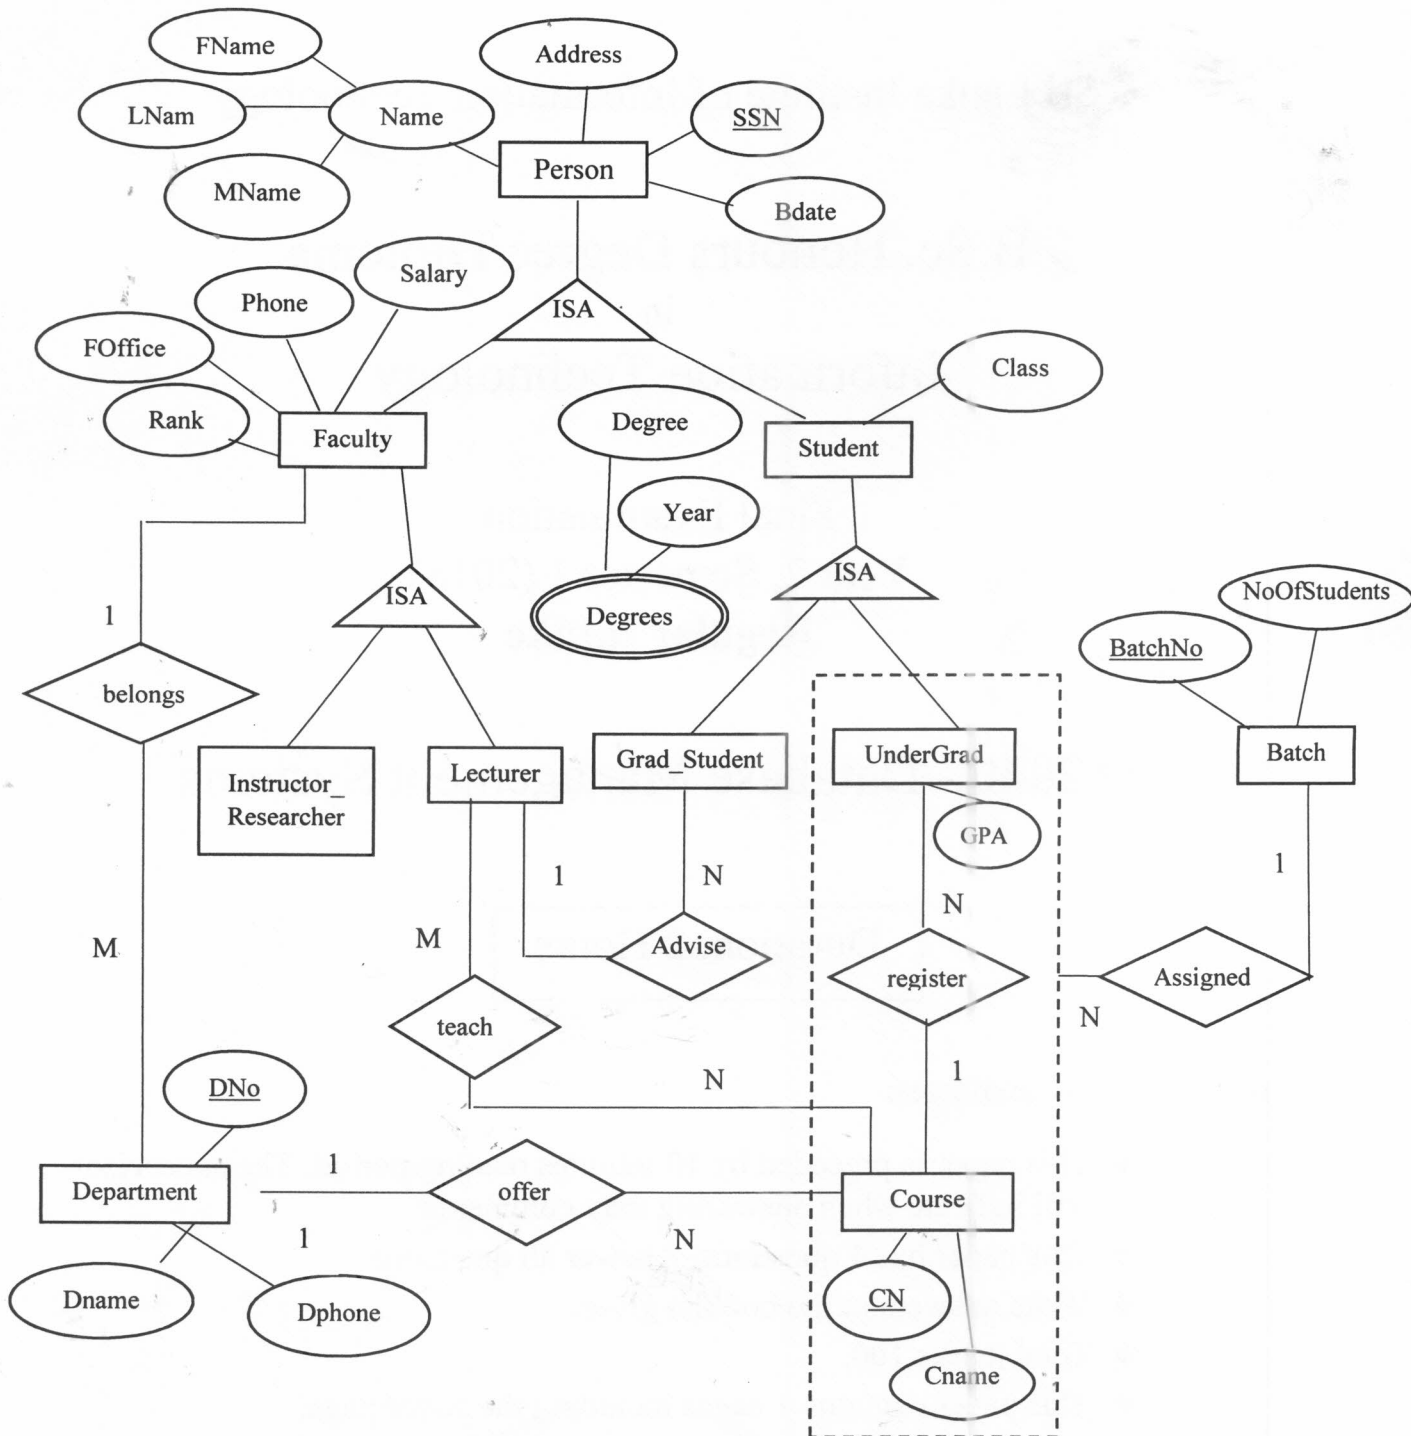 FName
Address
LNam
Name
SSN
Person
MName
Bdate
Salary
Phone
ISA
FOffice
Class
Rank
Faculty
Degree
Student
Year
ISA
ISA
Degrees
NoOfStudents
BatchNo
1
belongs
Grad_Student
UnderGrad
Batch
Instructor_
Researcher
Lecturer
GPA
1
N
1
N
M
M
Advise
register
Assigned
N
teach
1
N
DNo
1
Department
offer
Course
1
N
Dname
Dphone
CN
Cname